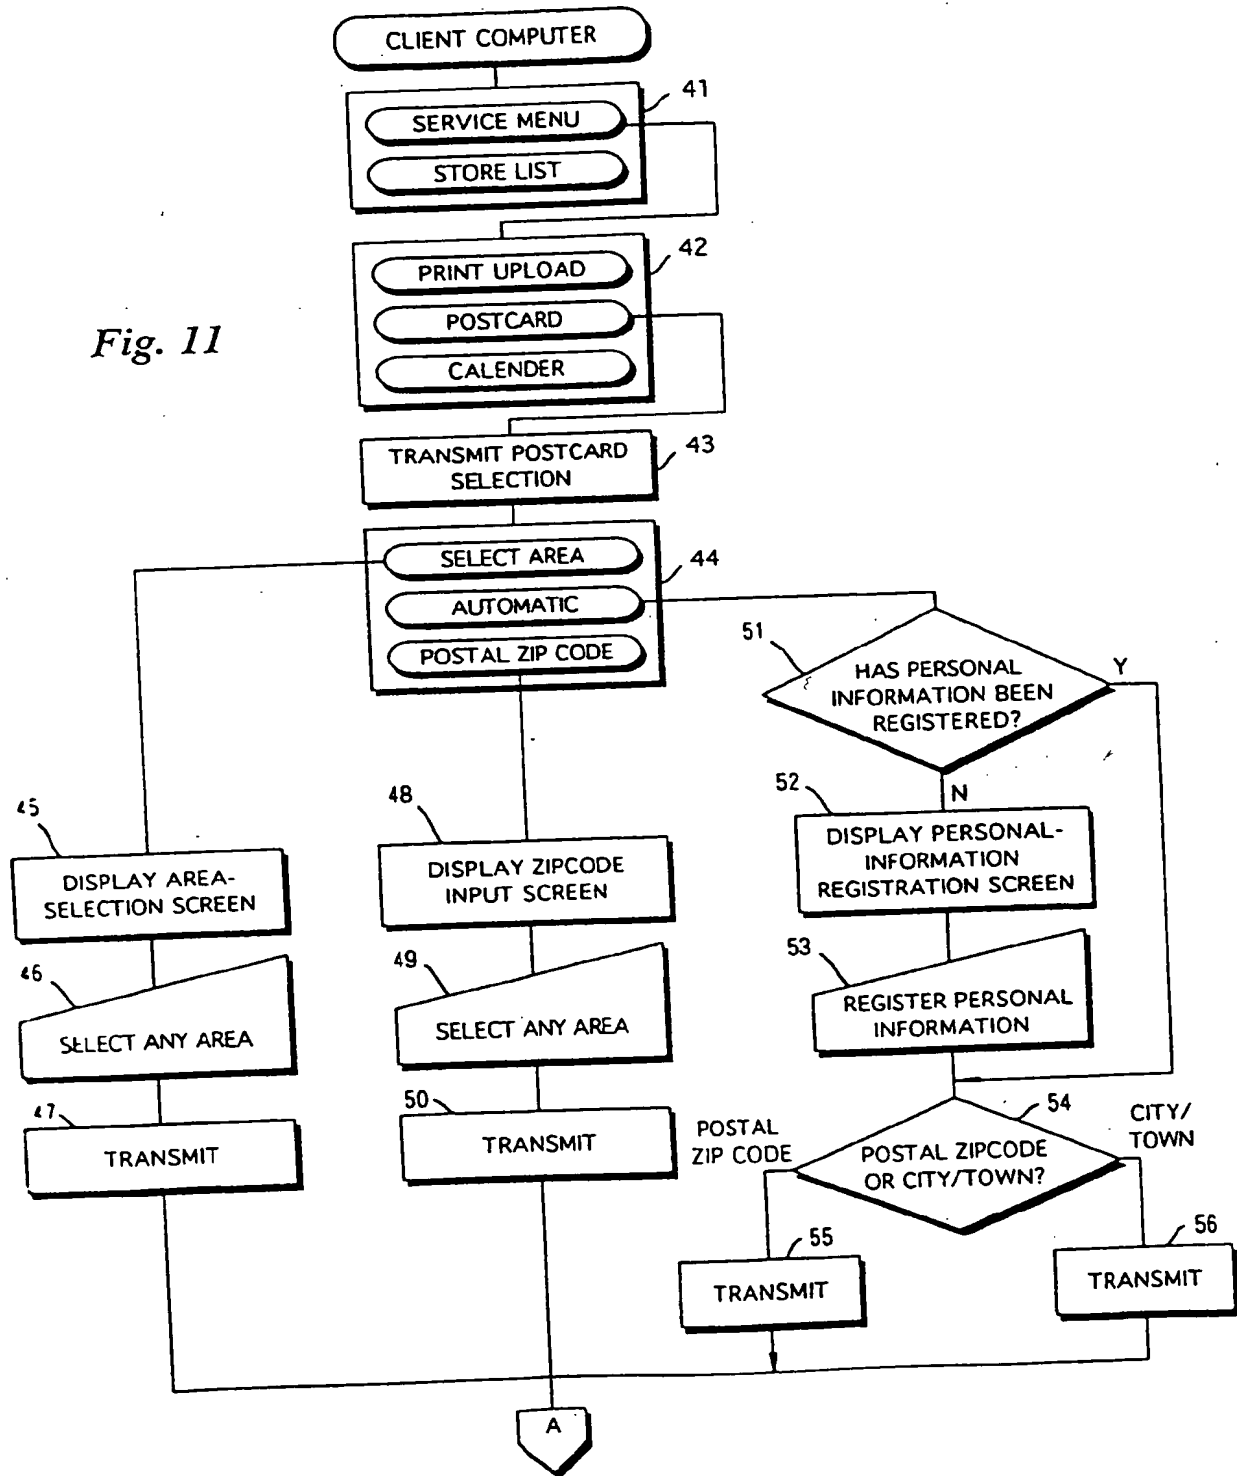 CLIENT COMPUTER
41
SERVICE MENU
STORE LIST
42
PRINT UPLOAD
POSTCARD
CALENDER
Fig. 11
TRANSMIT POSTCARD
SELECTION
43
44
SELECT AREA
AUTOMATIC
POSTAL ZIP CODE
51
HAS PERSONAL
INFORMATION BEEN
REGISTERED?
Y
N
45
DISPLAY AREA-
SELECTION SCREEN
46
SELECT ANY AREA
47
TRANSMIT
48
DISPLAY ZIPCODE
INPUT SCREEN
49
SELECT ANY AREA
50
TRANSMIT
52
DISPLAY PERSONAL-
INFORMATION
REGISTRATION SCREEN
53
REGISTER PERSONAL
INFORMATION
54
POSTAL
ZIP CODE
POSTAL ZIPCODE
OR CITY/TOWN?
CITY/
TOWN
55
TRANSMIT
56
TRANSMIT
A